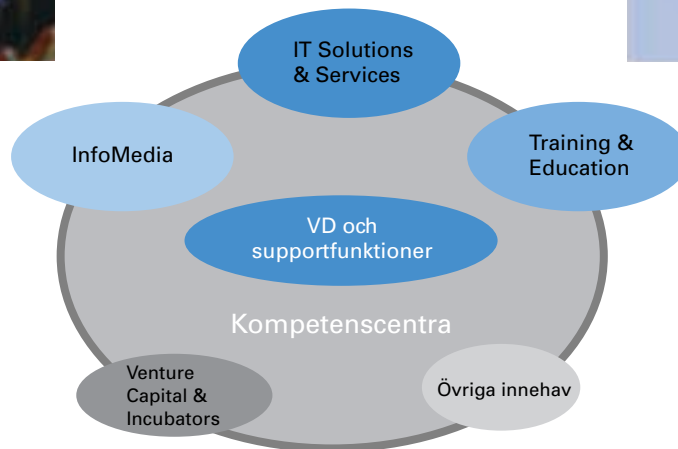 IT Solutions
& Services
InfoMedia
Training &
Education
VD och
supportfunktioner
Kompetenscentra
Venture
Capital &
Incubators
Övriga innehav